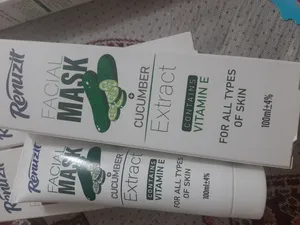 Renuzit
FACIAL
MASK
CUCUMBER
Extract
CONTAINS
VITAMIN E
FOR ALL TYPES
OF SKIN
100ml±4%
Renuzit
FACIAL
MASK
CUCUMBER
Extract
CONTAINS
VITAMIN E
FOR ALL TYPES
OF SKIN
100ml±4%